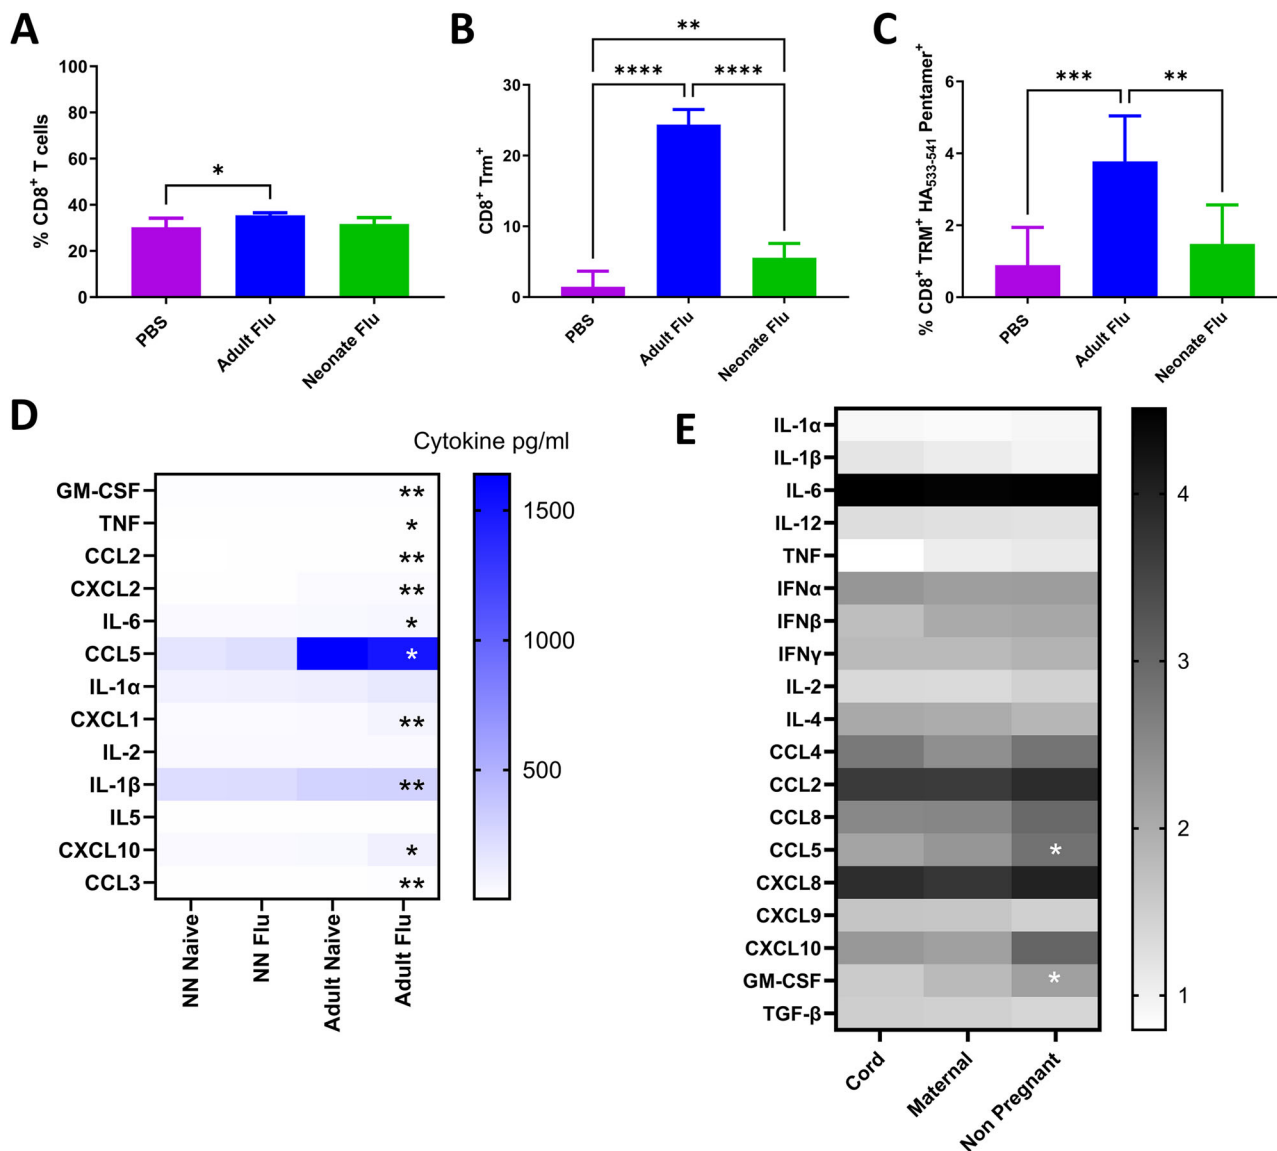 A
% CD8⁺ T cells
100
80
60
40
20
0
*
PBS
Adult Flu
Neonate Flu
B
CD8⁺ Trm⁺
30
20
10
0
**
****
****
PBS
Adult Flu
Neonate Flu
C
% CD8⁺ TRM⁺ HA₅₃₃₋₅₄₁ Pentamer⁺
6
4
2
0
***
**
PBS
Adult Flu
Neonate Flu
D
Cytokine pg/ml
GM-CSF **
TNF *
CCL2 **
CXCL2 **
IL-6 *
CCL5 *
IL-1α
CXCL1 **
IL-2
IL-1β **
IL5
CXCL10 *
CCL3 **
NN Naive
NN Flu
Adult Naive
Adult Flu
1500
1000
500
E
IL-1α
IL-1β
IL-6
IL-12
TNF
IFNα
IFNβ
IFNγ
IL-2
IL-4
CCL4
CCL2
CCL8
CCL5 *
CXCL8
CXCL9
CXCL10
GM-CSF *
TGF-β
Cord
Maternal
Non Pregnant
4
3
2
1